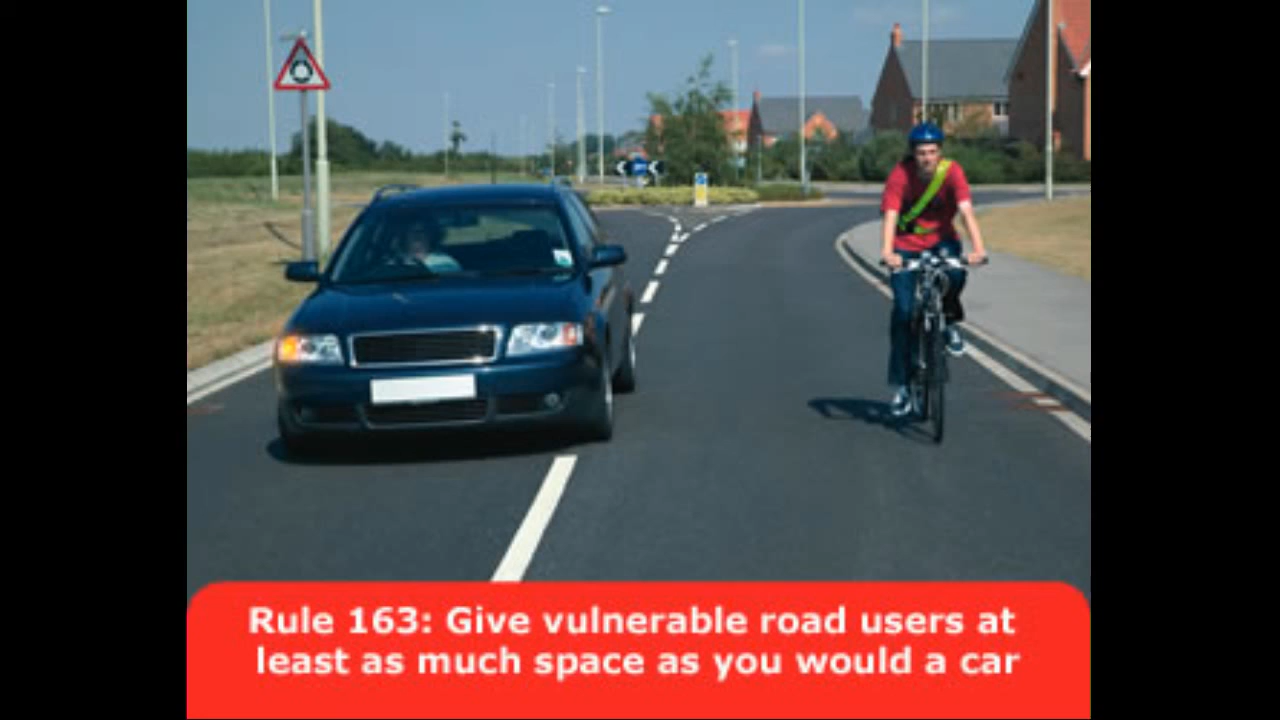 Rule 163: Give vulnerable road users at
least as much space as you would a car